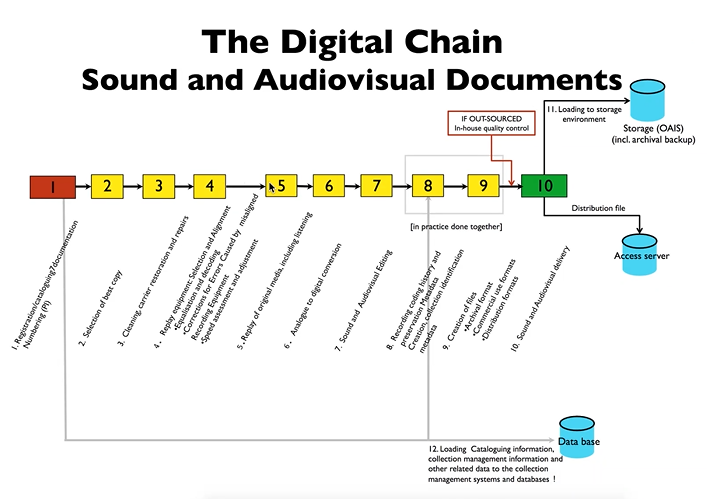 The Digital Chain
Sound and Audiovisual Documents
11. Loading to storage
environment
Storage (OAIS)
(incl. archival backup)
IF OUT-SOURCED
In-house quality control
1
2
3
4
5
6
7
8
9
10
Distribution file
Access server
[in practice done together]
1. Registration/cataloguing?documentation
Numbering (PI)
2. Selection of best copy
3. Cleaning, carrier restoration and repairs
4. Replay equipment: Selection and Alignment
•Equalisation and decoding
•Corrections for Errors Caused by misaligned
Recording Equipment
•Speed assessment and adjustment
5. Replay of original media, including listening
6. Analogue to digital conversion
7. Sound and Audiovisual Editing
8. Recording coding history and
preservation Metadata
Creation, collection identification
metadata
9. Creation of files
•Archival format
•Commercial use formats
•Distribution formats
10. Sound and Audiovisual delivery
Data base
12. Loading Cataloguing information,
collection management information and
other related data to the collection
management systems and databases !